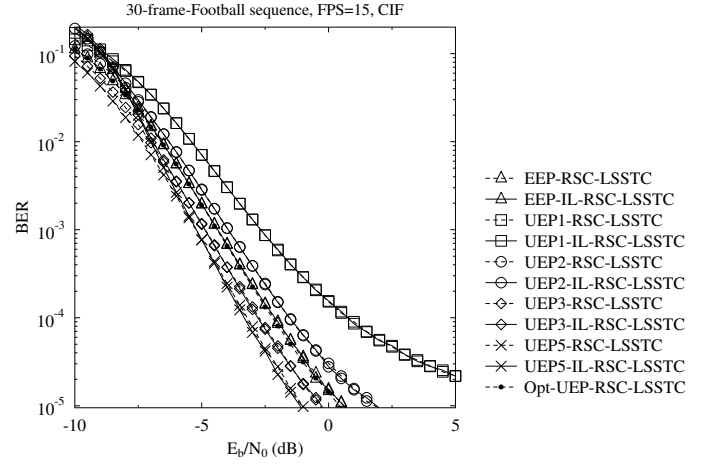 30-frame-Football sequence, FPS=15, CIF
10^-1
10^-2
10^-3
10^-4
10^-5
BER
-10 -5 0 5
E_b/N_0 (dB)
EEP-RSC-LSSTC
EEP-IL-RSC-LSSTC
UEP1-RSC-LSSTC
UEP1-IL-RSC-LSSTC
UEP2-RSC-LSSTC
UEP2-IL-RSC-LSSTC
UEP3-RSC-LSSTC
UEP3-IL-RSC-LSSTC
UEP5-RSC-LSSTC
UEP5-IL-RSC-LSSTC
Opt-UEP-RSC-LSSTC